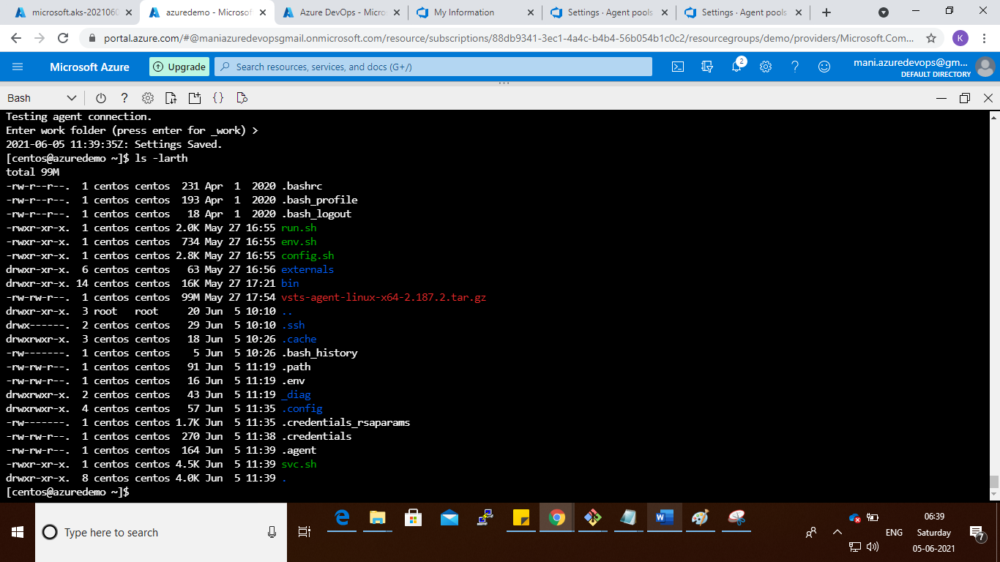 microsoft.aks-202106
azuredemo - Microsof
Azure DevOps - Micro
My Information
Settings · Agent pools
Settings · Agent pools
portal.azure.com/#@maniazuredevopsgmail.onmicrosoft.com/resource/subscriptions/88db9341-3ec1-4a4c-b4b4-56b054b1c0c2/resourcegroups/demo/providers/Microsoft.Com...
K
Microsoft Azure
Upgrade
Search resources, services, and docs (G+/)
2
mani.azuredevops@gm...
DEFAULT DIRECTORY
Bash
Testing agent connection.
Enter work folder (press enter for _work) >
2021-06-05 11:39:35Z: Settings Saved.
[centos@azuredemo ~]$ ls -larth
total 99M
-rw-r--r--.  1 centos centos  231 Apr  1  2020 .bashrc
-rw-r--r--.  1 centos centos  193 Apr  1  2020 .bash_profile
-rw-r--r--.  1 centos centos   18 Apr  1  2020 .bash_logout
-rwxr-xr-x.  1 centos centos 2.0K May 27 16:55 run.sh
-rwxr-xr-x.  1 centos centos  734 May 27 16:55 env.sh
-rwxr-xr-x.  1 centos centos 2.8K May 27 16:55 config.sh
drwxr-xr-x.  6 centos centos   63 May 27 16:56 externals
drwxr-xr-x. 14 centos centos  16K May 27 17:21 bin
-rw-rw-r--.  1 centos centos  99M May 27 17:54 vsts-agent-linux-x64-2.187.2.tar.gz
drwxr-xr-x.  3 root   root     20 Jun  5 10:10 ..
drwx------.  2 centos centos   29 Jun  5 10:10 .ssh
drwxrwxr-x.  3 centos centos   18 Jun  5 10:26 .cache
-rw-------.  1 centos centos    5 Jun  5 10:26 .bash_history
-rw-rw-r--.  1 centos centos   91 Jun  5 11:19 .path
-rw-rw-r--.  1 centos centos   16 Jun  5 11:19 .env
drwxrwxr-x.  2 centos centos   43 Jun  5 11:19 _diag
drwxrwxr-x.  4 centos centos   57 Jun  5 11:35 .config
-rw-------.  1 centos centos 1.7K Jun  5 11:35 .credentials_rsaparams
-rw-rw-r--.  1 centos centos  270 Jun  5 11:38 .credentials
-rw-rw-r--.  1 centos centos  164 Jun  5 11:39 .agent
-rwxr-xr-x.  1 centos centos 4.5K Jun  5 11:39 svc.sh
drwxr-xr-x.  8 centos centos 4.0K Jun  5 11:39 .
[centos@azuredemo ~]$
Type here to search
ENG
06:39
Saturday
05-06-2021
7